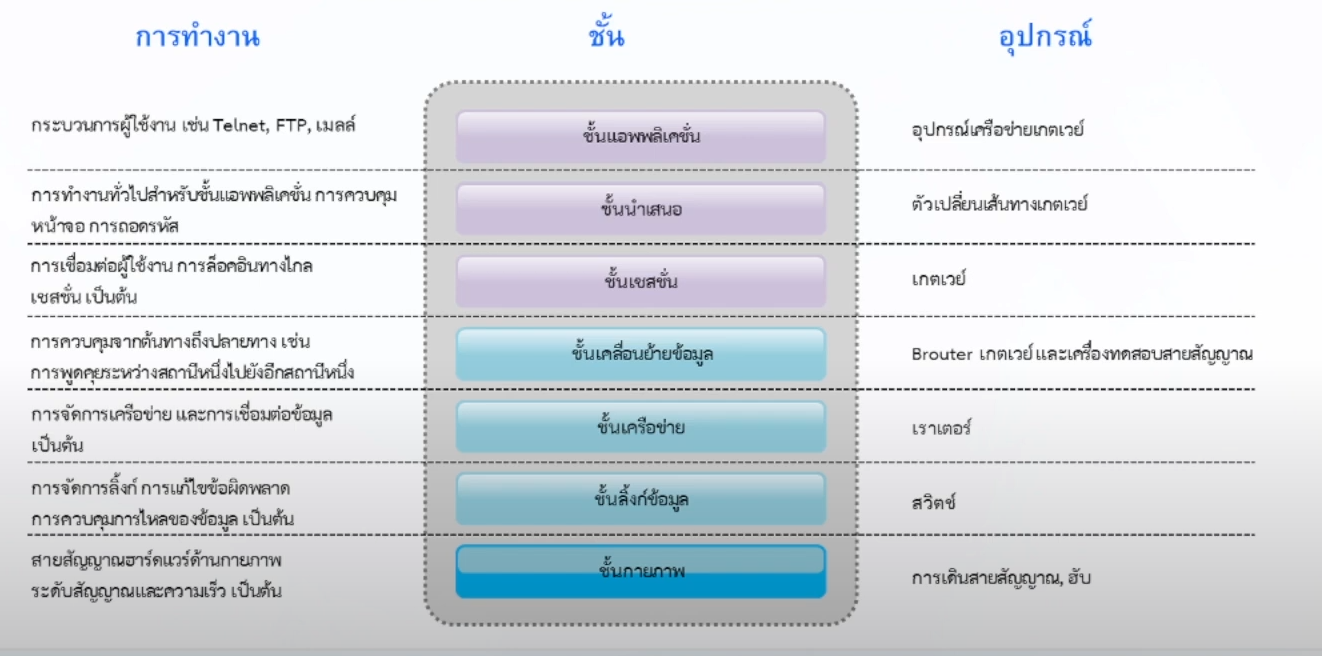 การทำงาน ชั้น อุปกรณ์
กระบวนการผู้ใช้งาน เช่น Telnet, FTP, เมลล์
ชั้นแอพพลิเคชั่น
อุปกรณ์เครือข่ายเกตเวย์
การทำงานทั่วไปสำหรับชั้นแอพพลิเคชั่น การควบคุม
หน้าจอ การถอดรหัส
ชั้นนำเสนอ
ตัวเปลี่ยนเส้นทางเกตเวย์
การเชื่อมต่อผู้ใช้งาน การล็อคอินทางไกล
เซสชั่น เป็นต้น
ชั้นเซสชั่น
เกตเวย์
การควบคุมจากต้นทางถึงปลายทาง เช่น
การพูดคุยระหว่างสถานีหนึ่งไปยังอีกสถานีหนึ่ง
ชั้นเคลื่อนย้ายข้อมูล
Brouter เกตเวย์ และเครื่องทดสอบสายสัญญาณ
การจัดการเครือข่าย และการเชื่อมต่อข้อมูล
เป็นต้น
ชั้นเครือข่าย
เราเตอร์
การจัดการลิ้งก์ การแก้ไขข้อผิดพลาด
การควบคุมการไหลของข้อมูล เป็นต้น
ชั้นลิ้งก์ข้อมูล
สวิตช์
สายสัญญาณฮาร์ดแวร์ด้านกายภาพ
ระดับสัญญาณและความเร็ว เป็นต้น
ชั้นกายภาพ
การเดินสายสัญญาณ, ฮับ